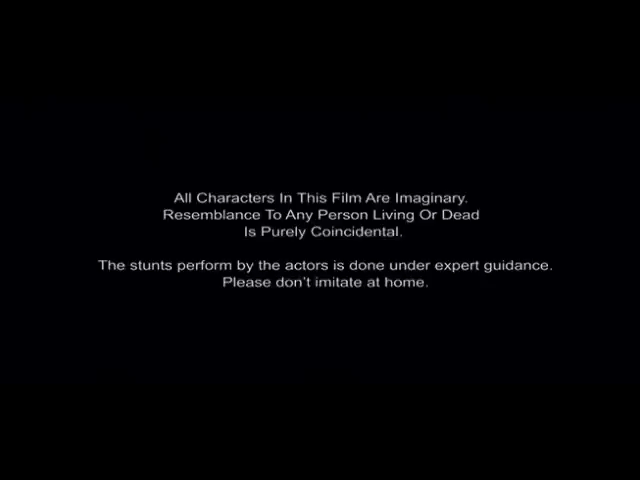 All Characters In This Film Are Imaginary.
Resemblance To Any Person Living Or Dead
Is Purely Coincidental.
The stunts perform by the actors is done under expert guidance.
Please don't imitate at home.